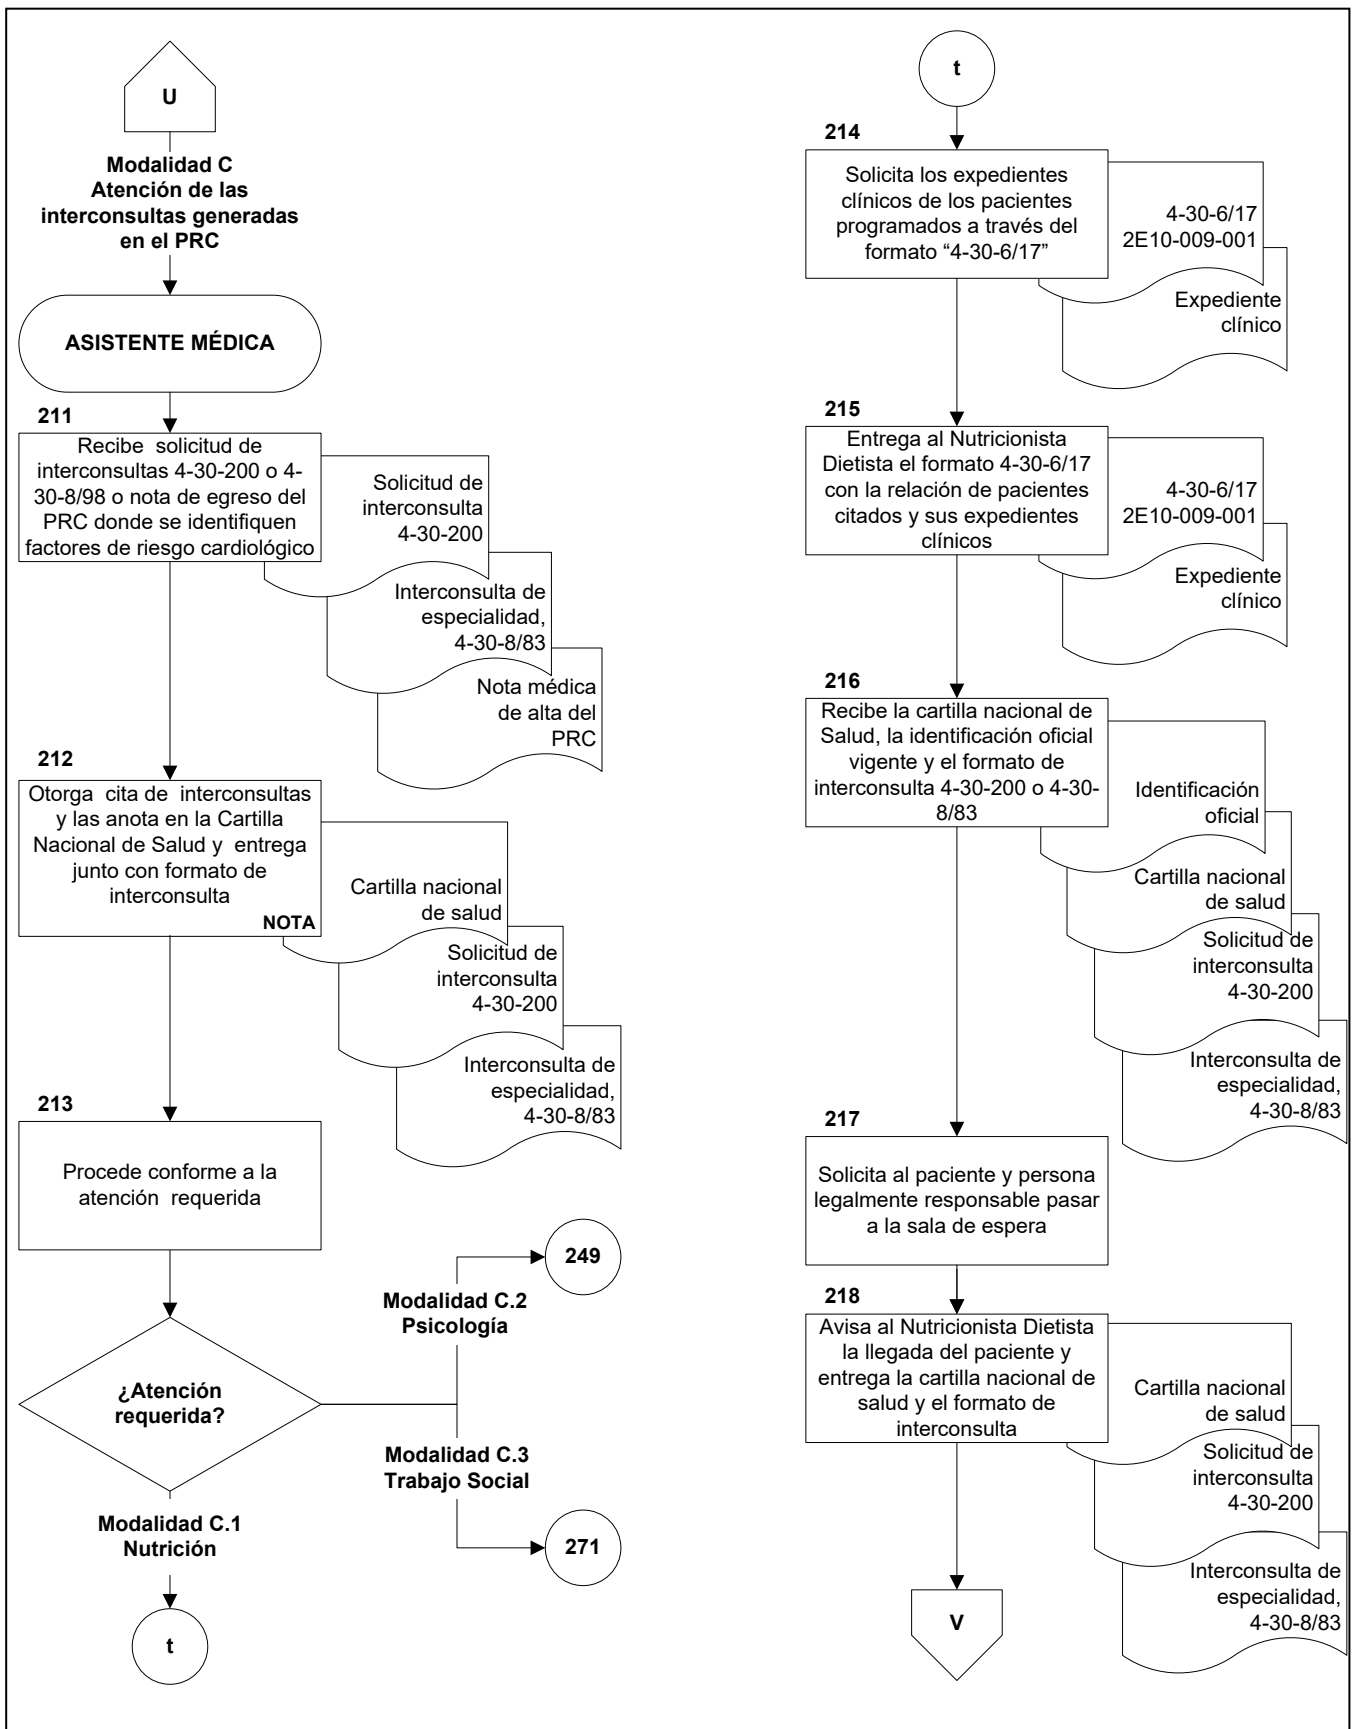 U
Modalidad C
Atención de las
interconsultas generadas
en el PRC
ASISTENTE MÉDICA
211
Recibe solicitud de
interconsultas 4-30-200 o 4-
30-8/98 o nota de egreso del
PRC donde se identifiquen
factores de riesgo cardiológico
Solicitud de
interconsulta
4-30-200
Interconsulta de
especialidad,
4-30-8/83
Nota médica
de alta del
PRC
212
Otorga cita de interconsultas
y las anota en la Cartilla
Nacional de Salud y entrega
junto con formato de
interconsulta
NOTA
Cartilla nacional
de salud
Solicitud de
interconsulta
4-30-200
Interconsulta de
especialidad,
4-30-8/83
213
Procede conforme a la
atención requerida
¿Atención
requerida?
Modalidad C.2
Psicología
249
Modalidad C.3
Trabajo Social
271
Modalidad C.1
Nutrición
t
t
214
Solicita los expedientes
clínicos de los pacientes
programados a través del
formato “4-30-6/17”
4-30-6/17
2E10-009-001
Expediente
clínico
215
Entrega al Nutricionista
Dietista el formato 4-30-6/17
con la relación de pacientes
citados y sus expedientes
clínicos
4-30-6/17
2E10-009-001
Expediente
clínico
216
Recibe la cartilla nacional de
Salud, la identificación oficial
vigente y el formato de
interconsulta 4-30-200 o 4-30-
8/83
Identificación
oficial
Cartilla nacional
de salud
Solicitud de
interconsulta
4-30-200
Interconsulta de
especialidad,
4-30-8/83
217
Solicita al paciente y persona
legalmente responsable pasar
a la sala de espera
218
Avisa al Nutricionista Dietista
la llegada del paciente y
entrega la cartilla nacional de
salud y el formato de
interconsulta
Cartilla nacional
de salud
Solicitud de
interconsulta
4-30-200
Interconsulta de
especialidad,
4-30-8/83
V